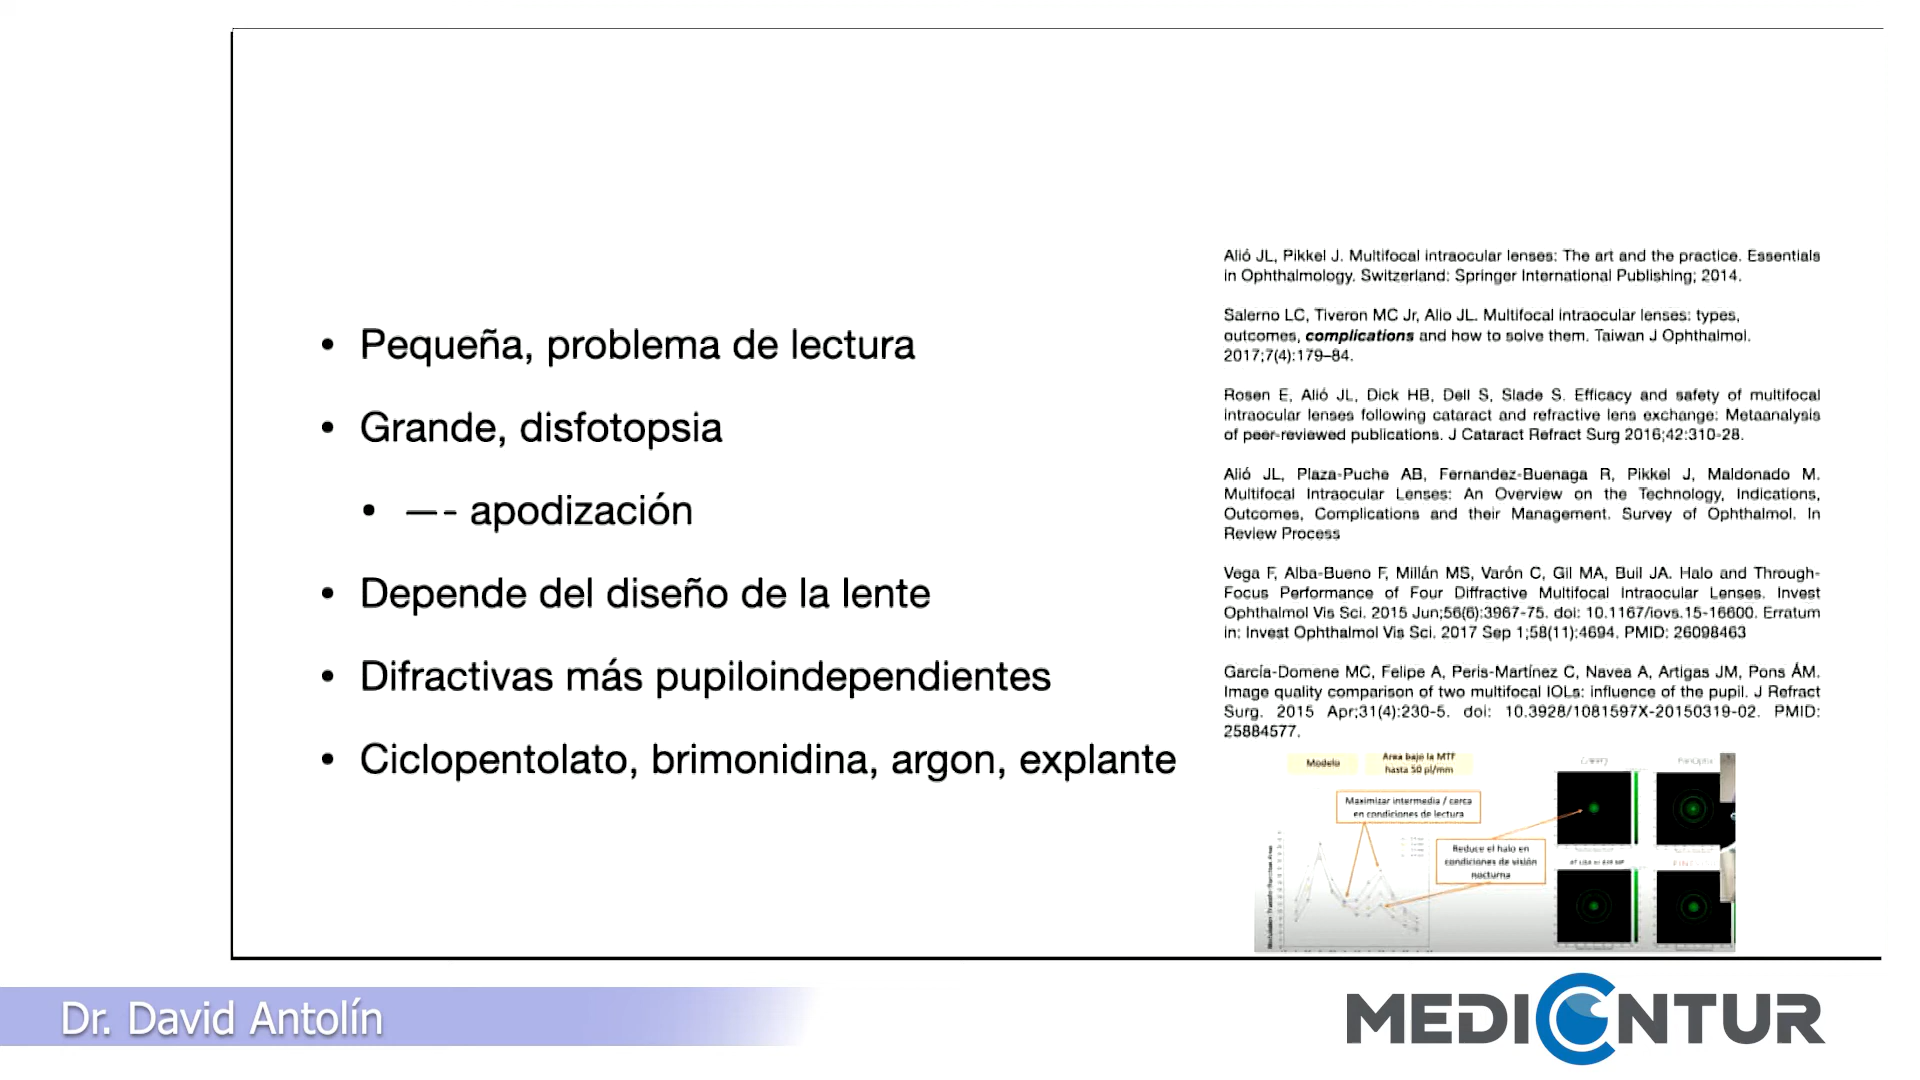 • Pequeña, problema de lectura
• Grande, disfotopsia
• —- apodización
• Depende del diseño de la lente
• Difractivas más pupiloindependientes
• Ciclopentolato, brimonidina, argon, explante
Alió JL, Pikkel J. Multifocal intraocular lenses: The art and the practice. Essentials
in Ophthalmology. Switzerland: Springer International Publishing; 2014.
Salerno LC, Tiveron MC Jr, Alio JL. Multifocal intraocular lenses: types,
outcomes, complications and how to solve them. Taiwan J Ophthalmol.
2017;7(4):179–84.
Rosen E, Alió JL, Dick HB, Dell S, Slade S. Efficacy and safety of multifocal
intraocular lenses following cataract and refractive lens exchange: Metaanalysis
of peer-reviewed publications. J Cataract Refract Surg 2016;42:310-28.
Alió JL, Plaza-Puche AB, Fernandez-Buenaga R, Pikkel J, Maldonado M.
Multifocal Intraocular Lenses: An Overview on the Technology, Indications,
Outcomes, Complications and their Management. Survey of Ophthalmol. In
Review Process
Vega F, Alba-Bueno F, Millán MS, Varón C, Gil MA, Buil JA. Halo and Through-
Focus Performance of Four Diffractive Multifocal Intraocular Lenses. Invest
Ophthalmol Vis Sci. 2015 Jun;56(6):3967-75. doi: 10.1167/iovs.15-16600. Erratum
in: Invest Ophthalmol Vis Sci. 2017 Sep 1;58(11):4694. PMID: 26098463
García-Domene MC, Felipe A, Peris-Martínez C, Navea A, Artigas JM, Pons ÁM.
Image quality comparison of two multifocal IOLs: influence of the pupil. J Refract
Surg. 2015 Apr;31(4):230-5. doi: 10.3928/1081597X-20150319-02. PMID:
25884577.
Modelo
Area bajo la MTF
hasta 50 pl/mm
Maximizar intermedia / cerca
en condiciones de lectura
Reduce el halo en
condiciones de visión
nocturna
Dr. David Antolín
MEDICONTUR